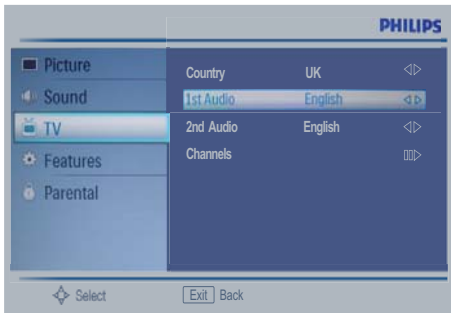 PHILIPS
Picture
Sound
TV
Features
Parental
Country UK
1st Audio English
2nd Audio English
Channels
Select Exit Back